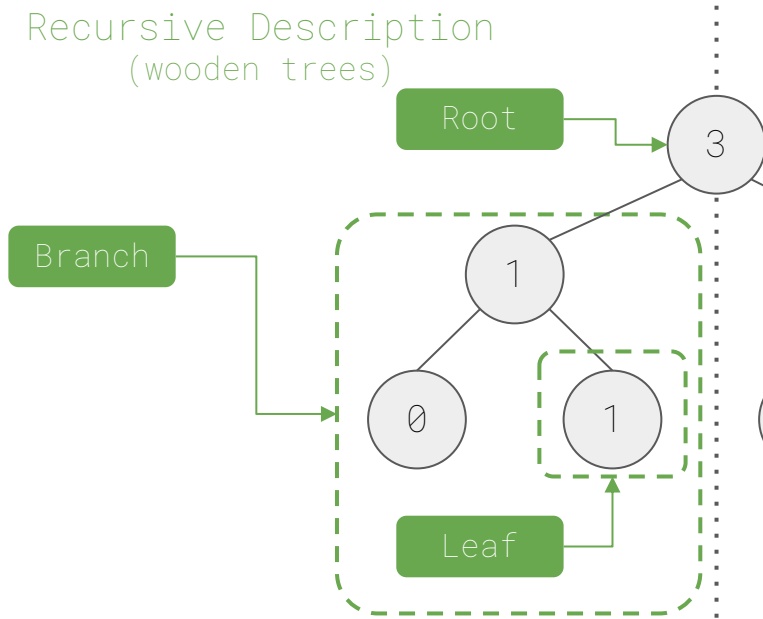 Recursive Description
(wooden trees)
Root
3
Branch
1
0
1
Leaf